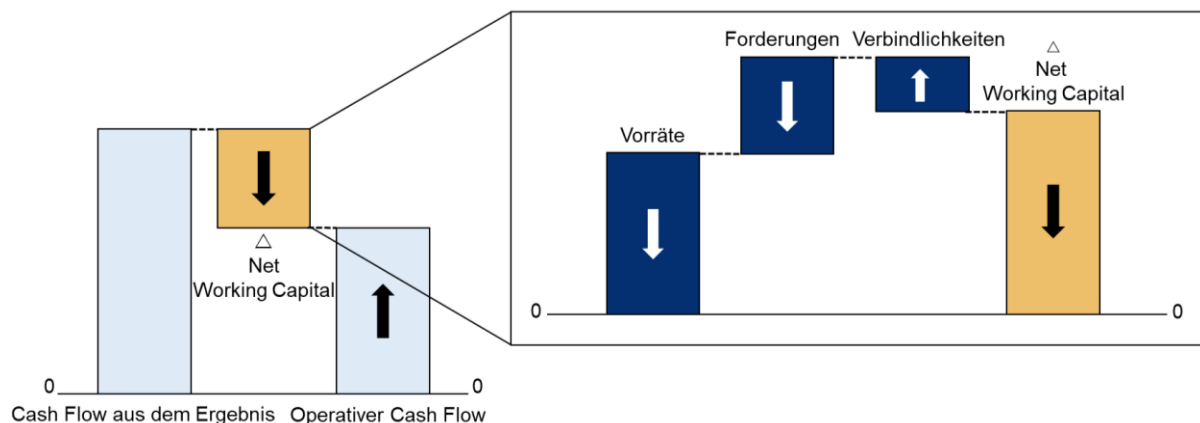 Forderungen
Verbindlichkeiten
△
Net
Working Capital
Vorräte
△
Net
Working Capital
0
0
0
0
Cash Flow aus dem Ergebnis
Operativer Cash Flow